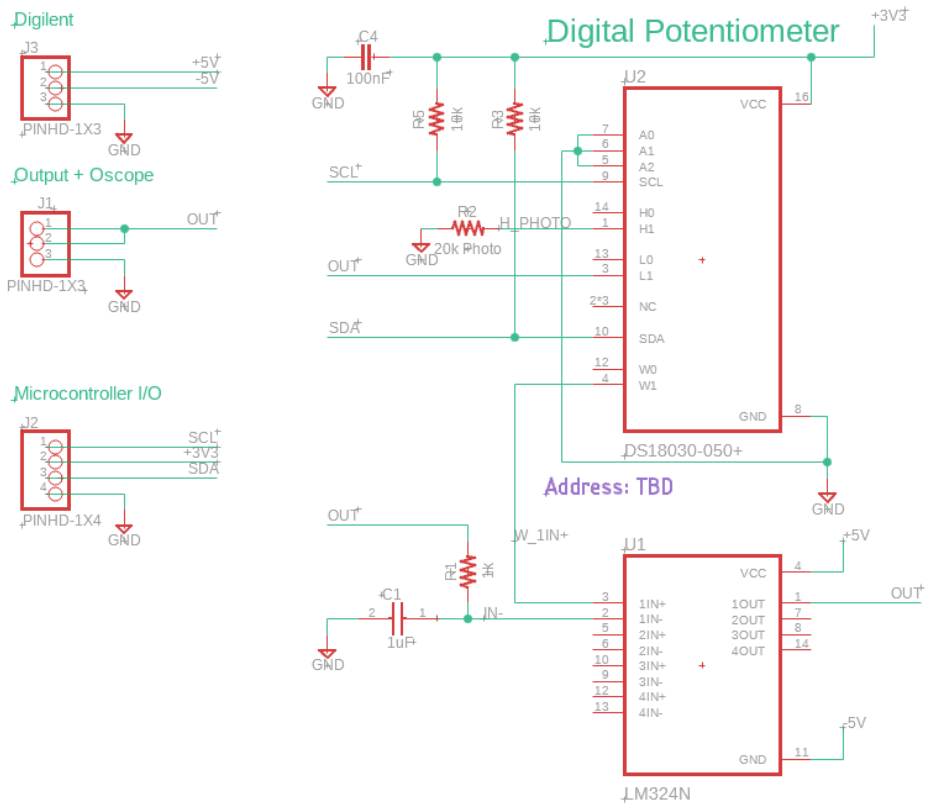 Digilent
J3
1
+5V
2
-5V
3
PINHD-1X3
GND
Output + Oscope
J1
1
OUT
2
3
PINHD-1X3
GND
Microcontroller I/O
J2
1
SCL
2
+3V3
3
SDA
4
PINHD-1X4
GND
Digital Potentiometer
+3V3
C4
100nF
GND
R5
10k
R3
10k
U2
VCC
16
7
A0
6
A1
5
A2
SCL
9
SCL
14
H0
R2
H_PHOTO
1
H1
20k Photo
GND
13
L0
OUT
3
L1
2*3
NC
SDA
10
SDA
12
W0
4
W1
GND
8
DS18030-050+
GND
Address: TBD
OUT
W_1IN+
R1
1K
C1
2
1
1uF
IN-
GND
U1
+5V
VCC
4
3
1IN+
1OUT
1
OUT
2
1IN-
2OUT
7
5
2IN+
3OUT
8
6
2IN-
4OUT
14
10
3IN+
9
3IN-
12
4IN+
13
4IN-
-5V
GND
11
LM324N